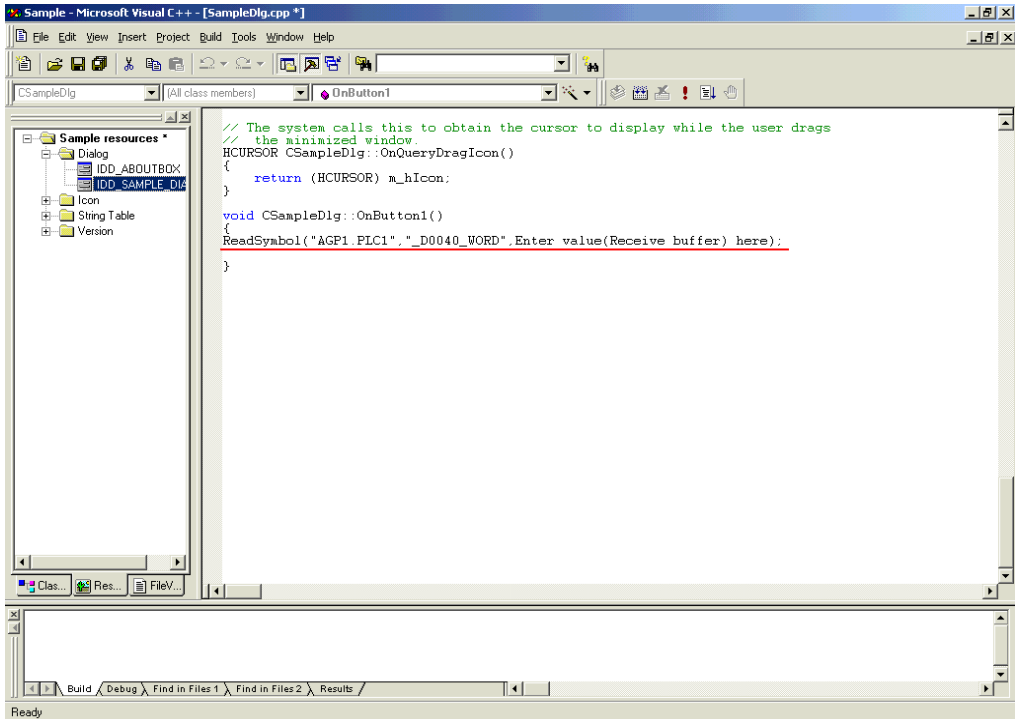 Sample - Microsoft Visual C++ - [SampleDlg.cpp *]
File Edit View Insert Project Build Tools Window Help
CSampleDlg (All class members) OnButton1
Sample resources *
Dialog
IDD_ABOUTBOX
IDD_SAMPLE_DIA
Icon
String Table
Version
// The system calls this to obtain the cursor to display while the user drags
//  the minimized window.
HCURSOR CSampleDlg::OnQueryDragIcon()
{
return (HCURSOR) m_hIcon;
}
void CSampleDlg::OnButton1()
{
ReadSymbol("AGP1.PLC1","_D0040_WORD",Enter value(Receive buffer) here);
}
Clas... Res... FileV...
Build Debug Find in Files 1 Find in Files 2 Results
Ready